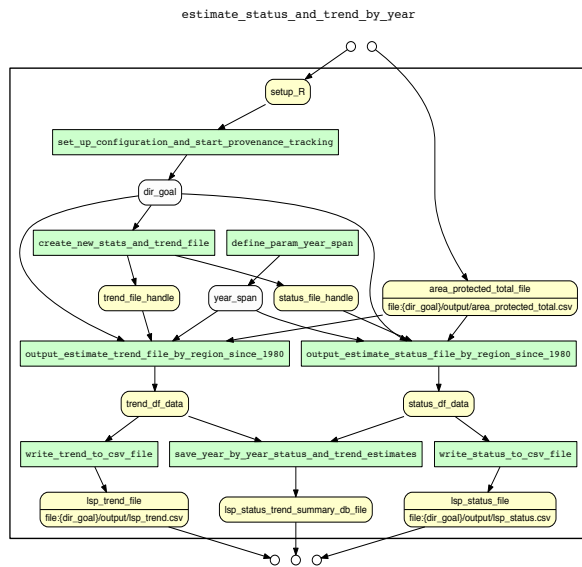 estimate_status_and_trend_by_year
setup_R
set_up_configuration_and_start_provenance_tracking
dir_goal
create_new_stats_and_trend_file
define_param_year_span
trend_file_handle
year_span
status_file_handle
area_protected_total_file
file:{dir_goal}/output/area_protected_total.csv
output_estimate_trend_file_by_region_since_1980
output_estimate_status_file_by_region_since_1980
trend_df_data
status_df_data
write_trend_to_csv_file
save_year_by_year_status_and_trend_estimates
write_status_to_csv_file
lsp_trend_file
file:{dir_goal}/output/lsp_trend.csv
lsp_status_trend_summary_db_file
lsp_status_file
file:{dir_goal}/output/lsp_status.csv